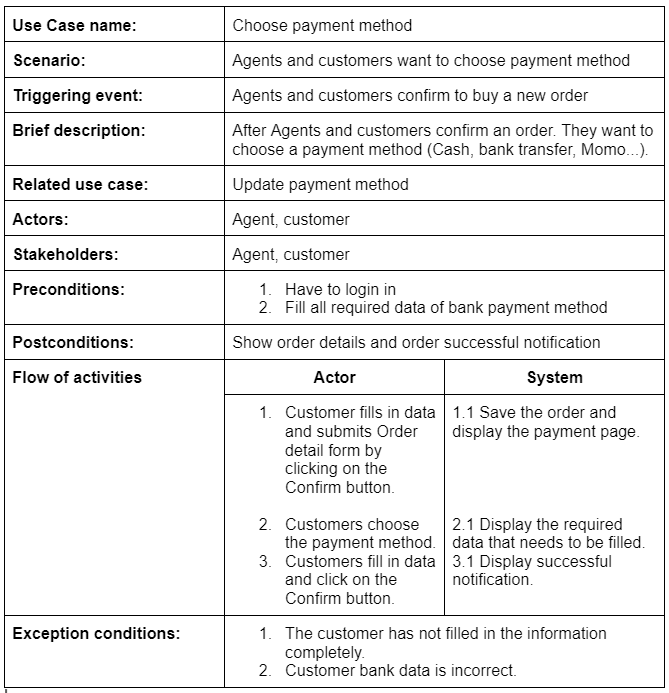 Use Case name: Choose payment method
Scenario: Agents and customers want to choose payment method
Triggering event: Agents and customers confirm to buy a new order
Brief description: After Agents and customers confirm an order. They want to
choose a payment method (Cash, bank transfer, Momo...).
Related use case: Update payment method
Actors: Agent, customer
Stakeholders: Agent, customer
Preconditions: 1. Have to login in
2. Fill all required data of bank payment method
Postconditions: Show order details and order successful notification
Flow of activities Actor System
1. Customer fills in data
and submits Order
detail form by
clicking on the
Confirm button.
1.1 Save the order and
display the payment page.
2. Customers choose
the payment method.
3. Customers fill in data
and click on the
Confirm button.
2.1 Display the required
data that needs to be filled.
3.1 Display successful
notification.
Exception conditions: 1. The customer has not filled in the information
completely.
2. Customer bank data is incorrect.